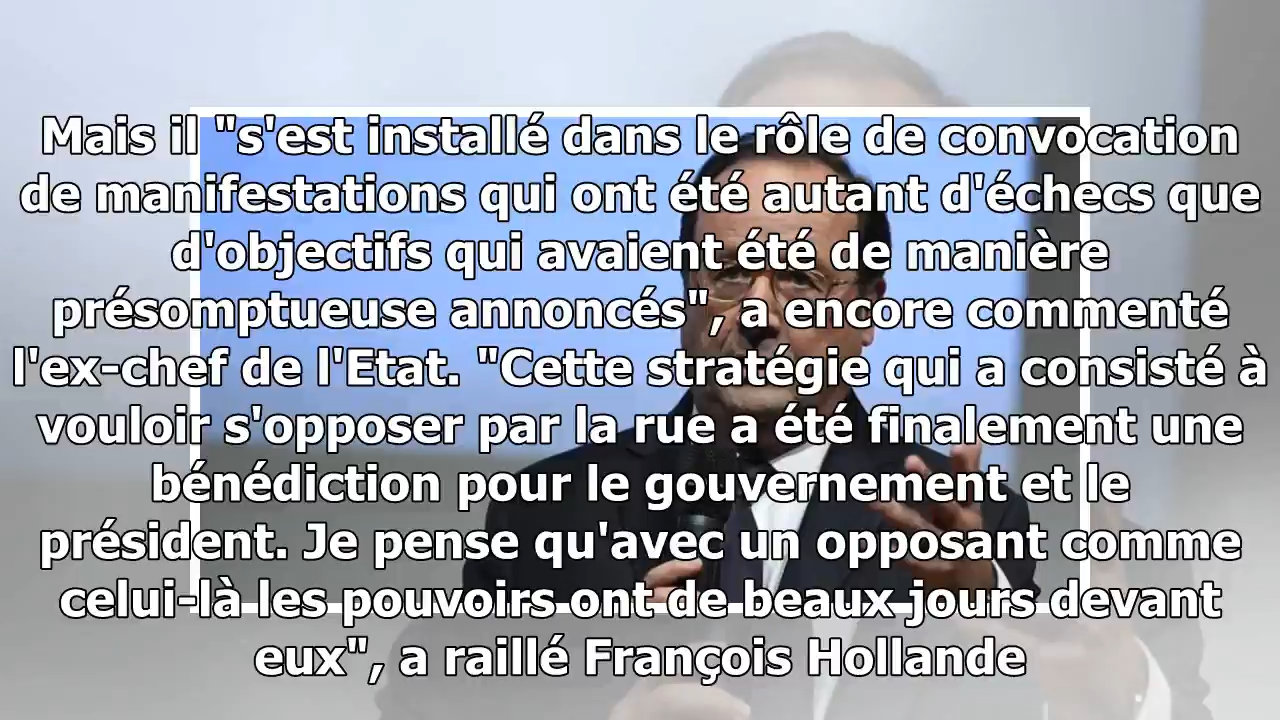 Mais il "s'est installé dans le rôle de convocation
de manifestations qui ont été autant d'échecs que
d'objectifs qui avaient été de manière
présomptueuse annoncés", a encore commenté
l'ex-chef de l'Etat. "Cette stratégie qui a consisté à
vouloir s'opposer par la rue a été finalement une
bénédiction pour le gouvernement et le
président. Je pense qu'avec un opposant comme
celui-là les pouvoirs ont de beaux jours devant
eux", a raillé François Hollande